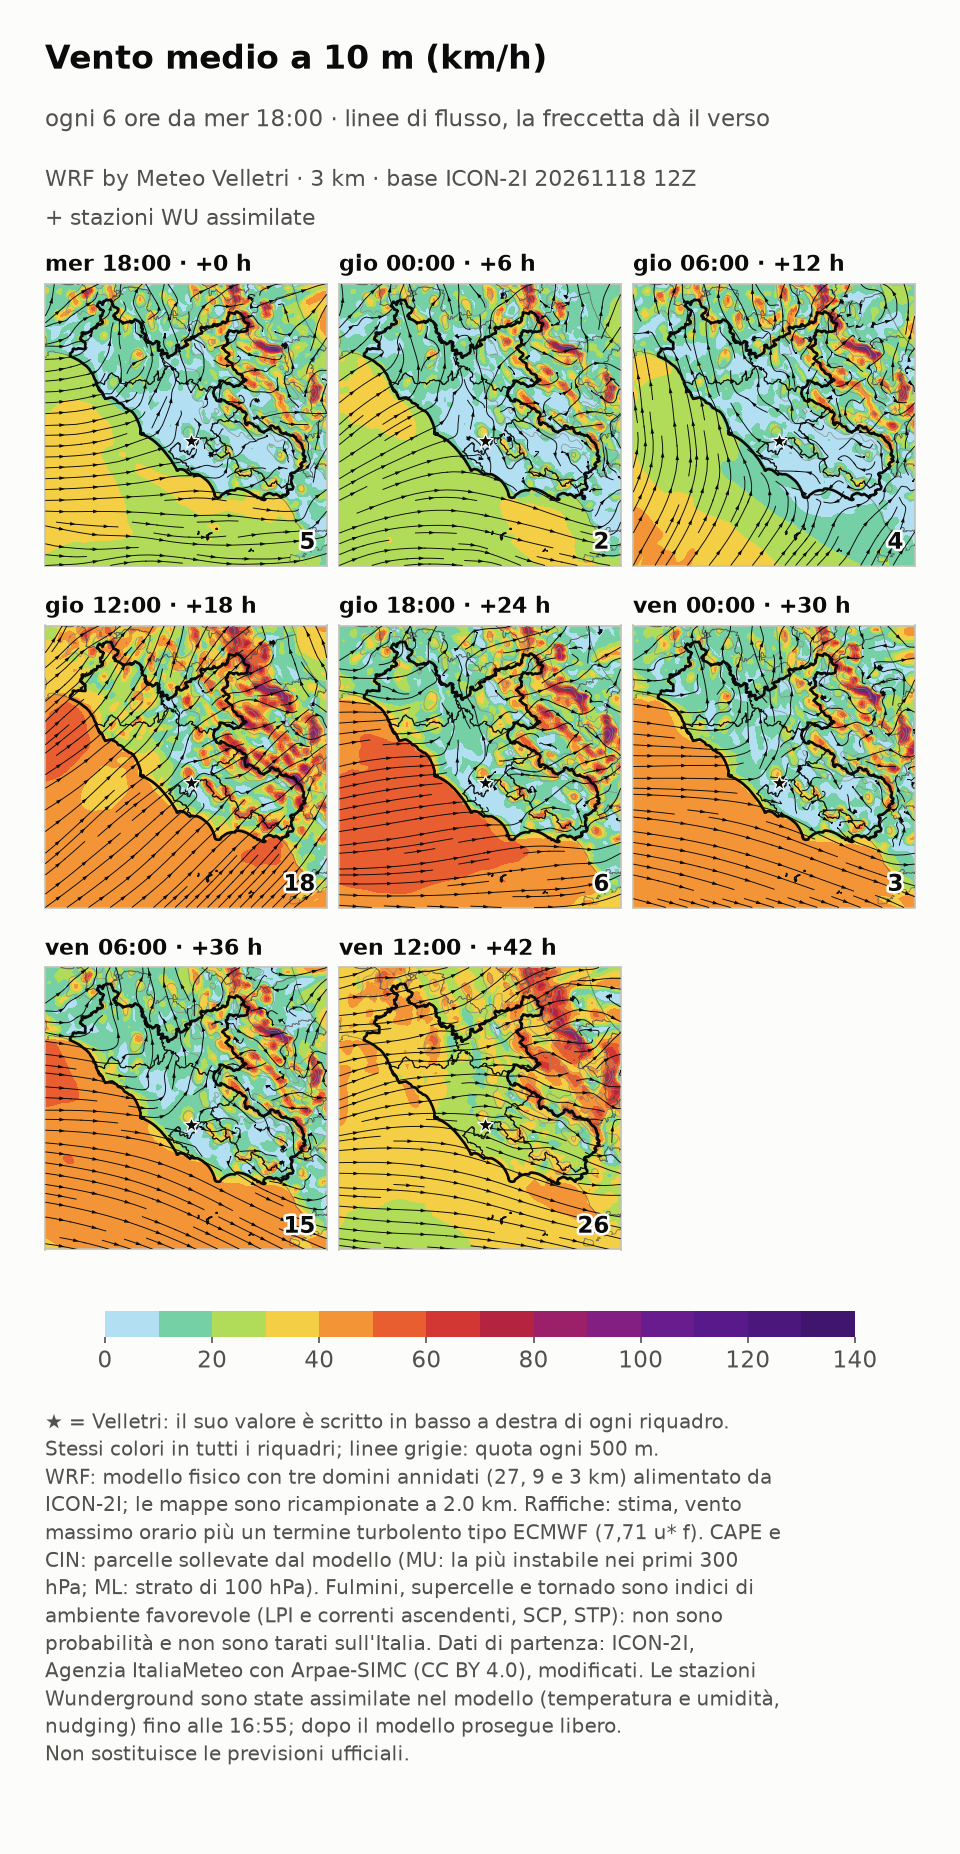 Vento medio a 10 m (km/h)
ogni 6 ore da mer 18:00 · linee di flusso, la freccetta dà il verso
WRF by Meteo Velletri · 3 km · base ICON-2I 20261118 12Z
+ stazioni WU assimilate
mer 18:00 · +0 h
gio 00:00 · +6 h
gio 06:00 · +12 h
5
2
4
gio 12:00 · +18 h
gio 18:00 · +24 h
ven 00:00 · +30 h
18
6
3
ven 06:00 · +36 h
ven 12:00 · +42 h
15
26
0 20 40 60 80 100 120 140
★ = Velletri: il suo valore è scritto in basso a destra di ogni riquadro.
Stessi colori in tutti i riquadri; linee grigie: quota ogni 500 m.
WRF: modello fisico con tre domini annidati (27, 9 e 3 km) alimentato da
ICON-2I; le mappe sono ricampionate a 2.0 km. Raffiche: stima, vento
massimo orario più un termine turbolento tipo ECMWF (7,71 u* f). CAPE e
CIN: parcelle sollevate dal modello (MU: la più instabile nei primi 300
hPa; ML: strato di 100 hPa). Fulmini, supercelle e tornado sono indici di
ambiente favorevole (LPI e correnti ascendenti, SCP, STP): non sono
probabilità e non sono tarati sull'Italia. Dati di partenza: ICON-2I,
Agenzia ItaliaMeteo con Arpae-SIMC (CC BY 4.0), modificati. Le stazioni
Wunderground sono state assimilate nel modello (temperatura e umidità,
nudging) fino alle 16:55; dopo il modello prosegue libero.
Non sostituisce le previsioni ufficiali.